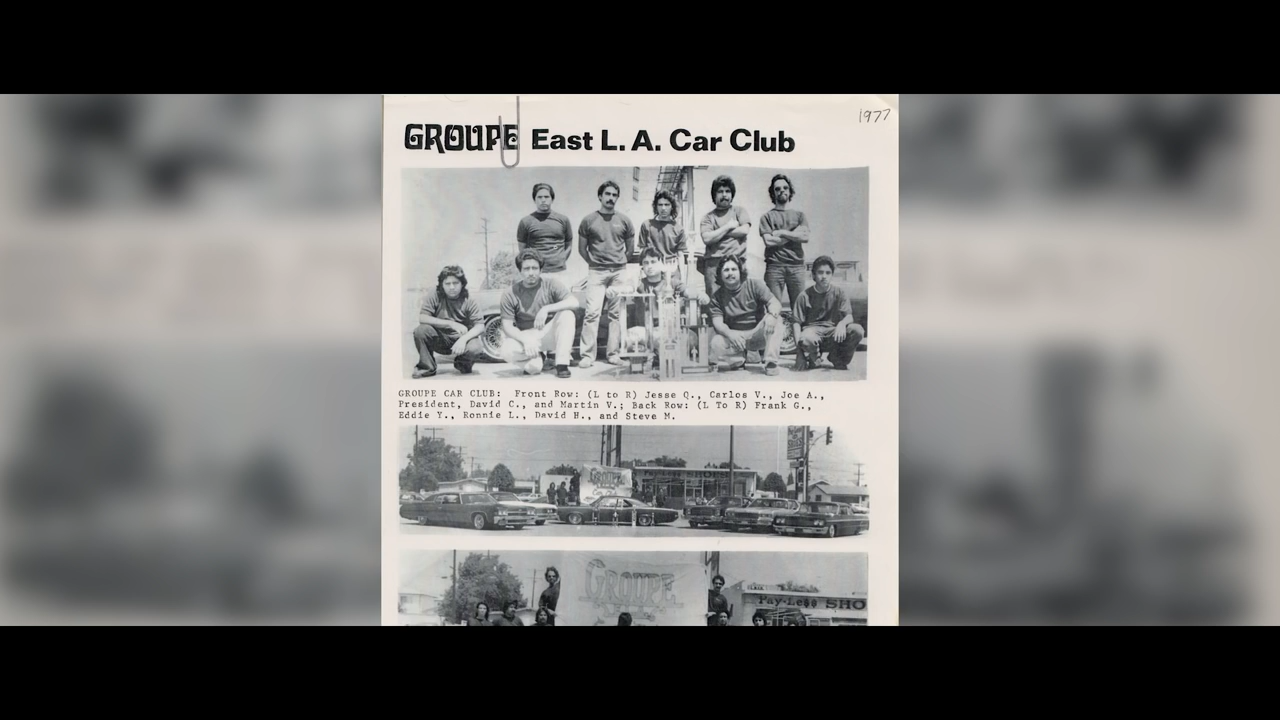 1977
GROUPE East L.A. Car Club
GROUPE CAR CLUB: Front Row: (L to R) Jesse Q., Carlos V., Joe A.,
President, David C., and Martin V.; Back Row: (L To R) Frank G.,
Eddie Y., Ronnie L., David H., and Steve M.
GROUPE
GROUPE
Pay-Less SHO